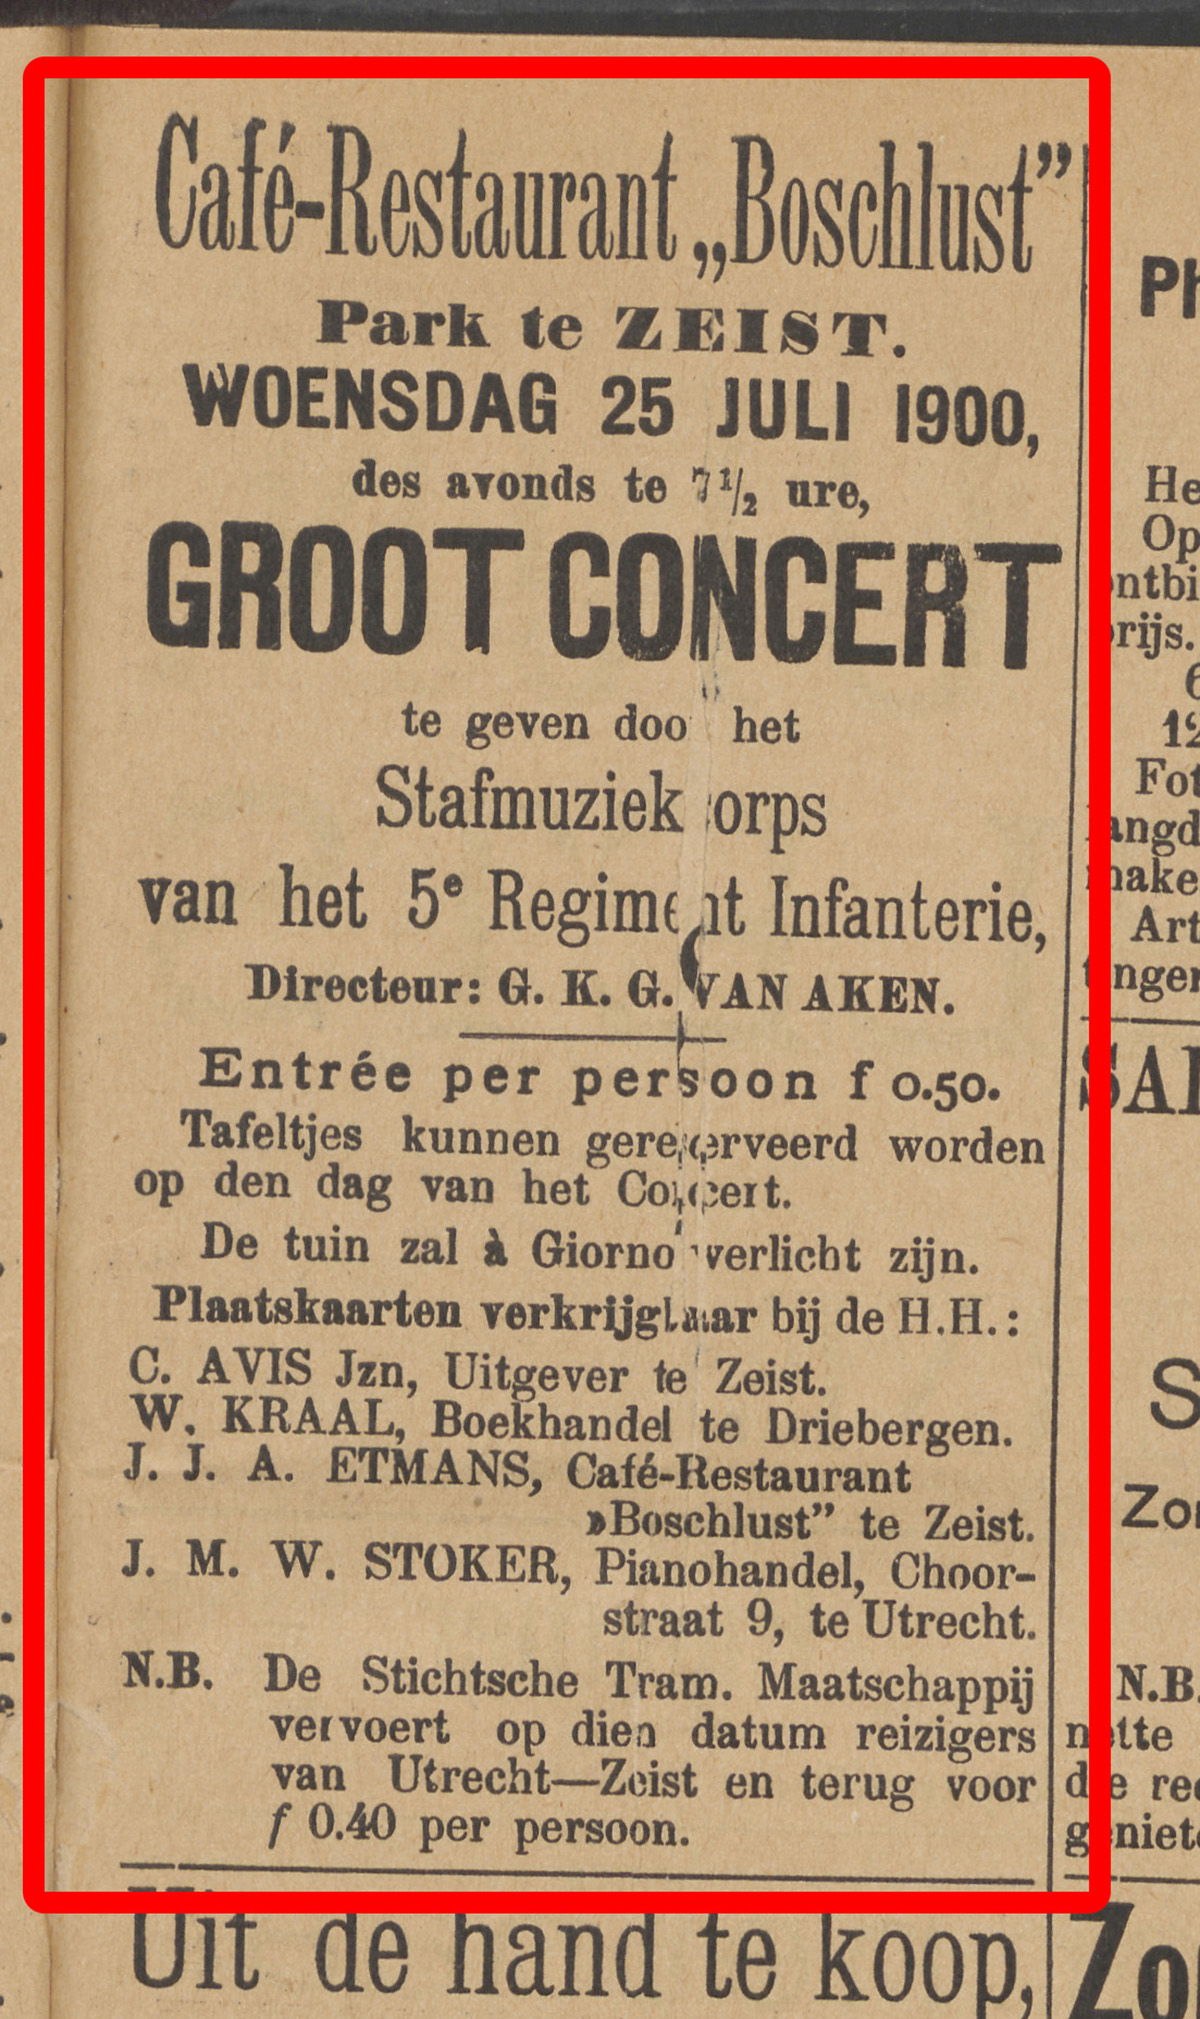 Café-Restaurant „Boschlust”
Park te ZEIST.
WOENSDAG 25 JULI 1900,
des avonds te 7½ ure,
GROOT CONCERT
te geven doo het
Stafmuziekcorps
van het 5e Regiment Infanterie,
Directeur: G. K. G. VAN AKEN.
Entrée per persoon f 0.50.
Tafeltjes kunnen gereserveerd worden
op den dag van het Concert.
De tuin zal à Giorno verlicht zijn.
Plaatskaarten verkrijgbaar bij de H.H.:
C. AVIS Jzn, Uitgever te Zeist.
W. KRAAL, Boekhandel te Driebergen.
J. J. A. ETMANS, Café-Restaurant
»Boschlust” te Zeist.
J. M. W. STOKER, Pianohandel, Choor-
straat 9, te Utrecht.
N.B. De Stichtsche Tram. Maatschappij
vervoert op dien datum reizigers
van Utrecht—Zeist en terug voor
f 0.40 per persoon.
Uit de hand te koop,